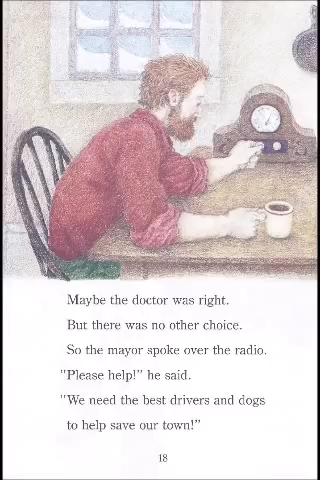 Maybe the doctor was right.
But there was no other choice.
So the mayor spoke over the radio.
"Please help!" he said.
"We need the best drivers and dogs
to help save our town!"
18